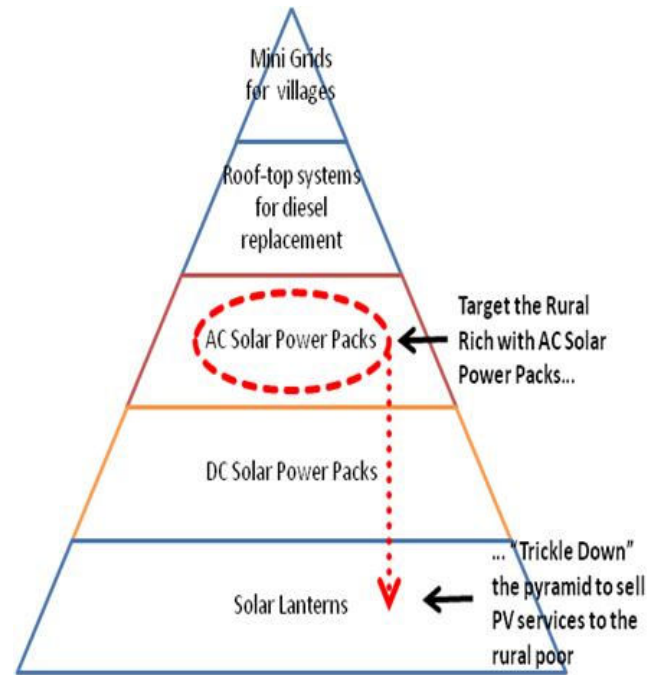 Mini Grids
for villages
Roof-top systems
for diesel
replacement
AC Solar Power Packs
Target the Rural
Rich with AC Solar
Power Packs...
DC Solar Power Packs
Solar Lanterns
... “Trickle Down”
the pyramid to sell
PV services to the
rural poor